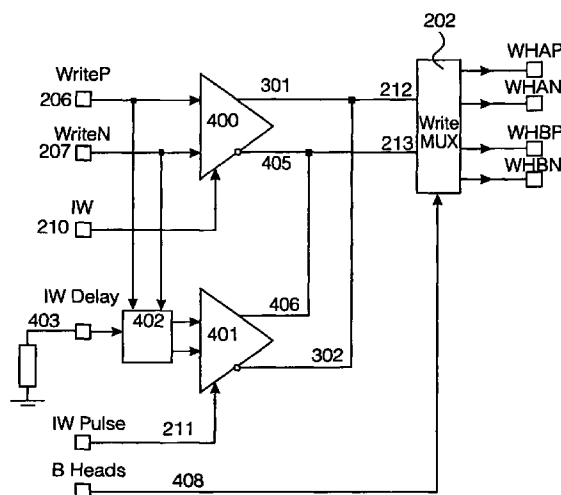 202
WHAP
WriteP
301
212
206
WHAN
400
WriteN
Write
MUX
WHBP
207
405
213
WHBN
IW
210
IW Delay
406
403
402
401
302
IW Pulse
211
B Heads
408